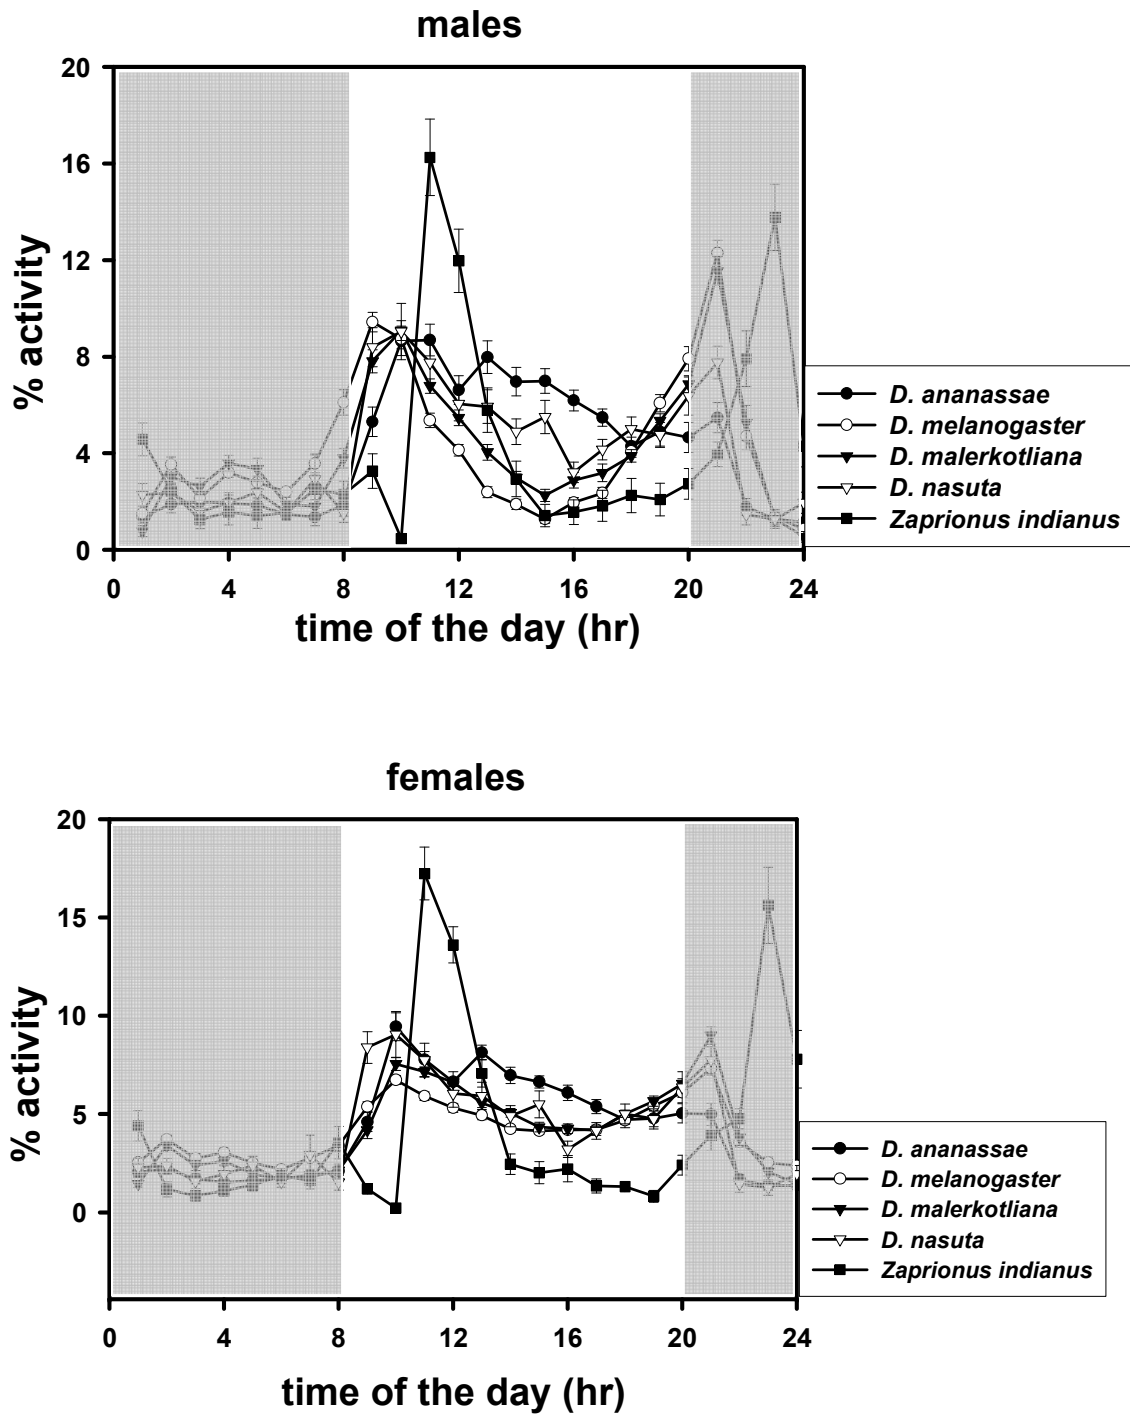 males
20
16
12
8
4
0
% activity
0 4 8 12 16 20 24
time of the day (hr)
D. ananassae
D. melanogaster
D. malerkotliana
D. nasuta
Zaprionus indianus
females
20
15
10
5
0
% activity
0 4 8 12 16 20 24
time of the day (hr)
D. ananassae
D. melanogaster
D. malerkotliana
D. nasuta
Zaprionus indianus